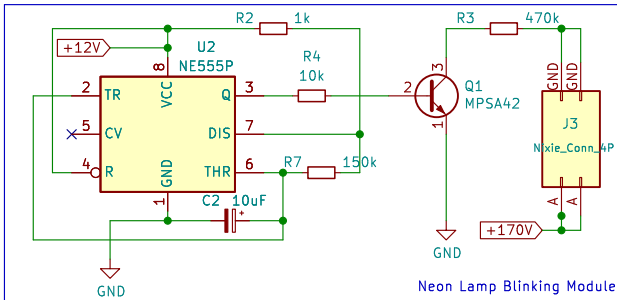 R2 1k
R3 470k
+12V
U2
NE555P
R4
10k
8
VCC
2 TR
Q 3
2
3
1
Q1
MPSA42
GND
GND
J3
Nixie_Conn_4P
5 CV
DIS 7
4 R
THR 6
R7 150k
GND
1
C2 10uF
+
A
A
+170V
GND
GND
Neon Lamp Blinking Module